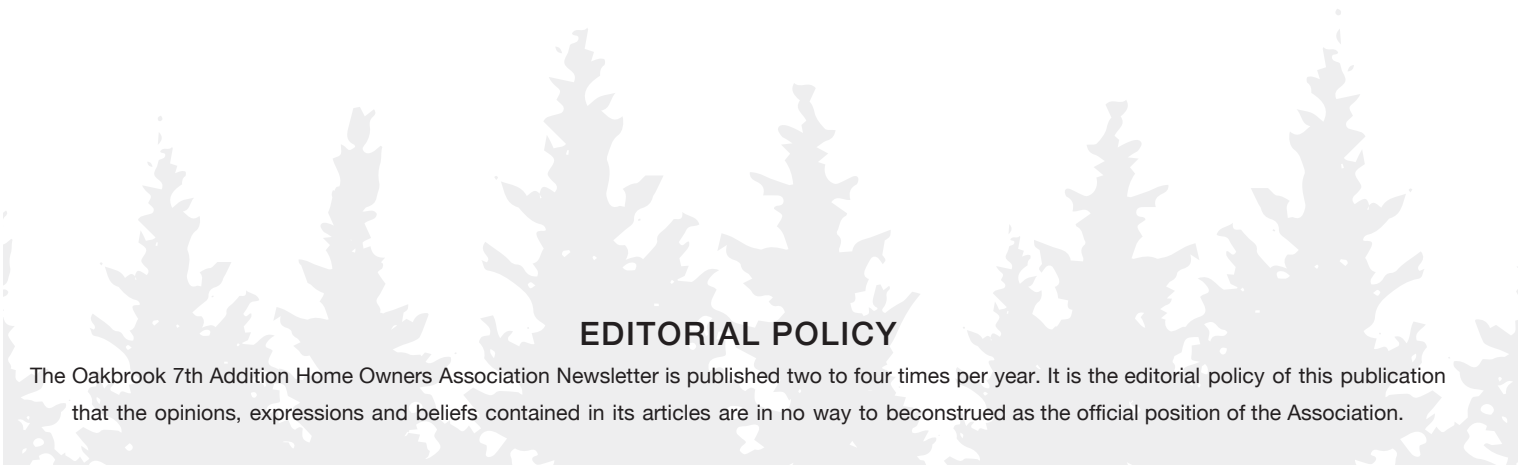 EDITORIAL POLICY
The Oakbrook 7th Addition Home Owners Association Newsletter is published two to four times per year. It is the editorial policy of this publication
that the opinions, expressions and beliefs contained in its articles are in no way to beconstrued as the official position of the Association.